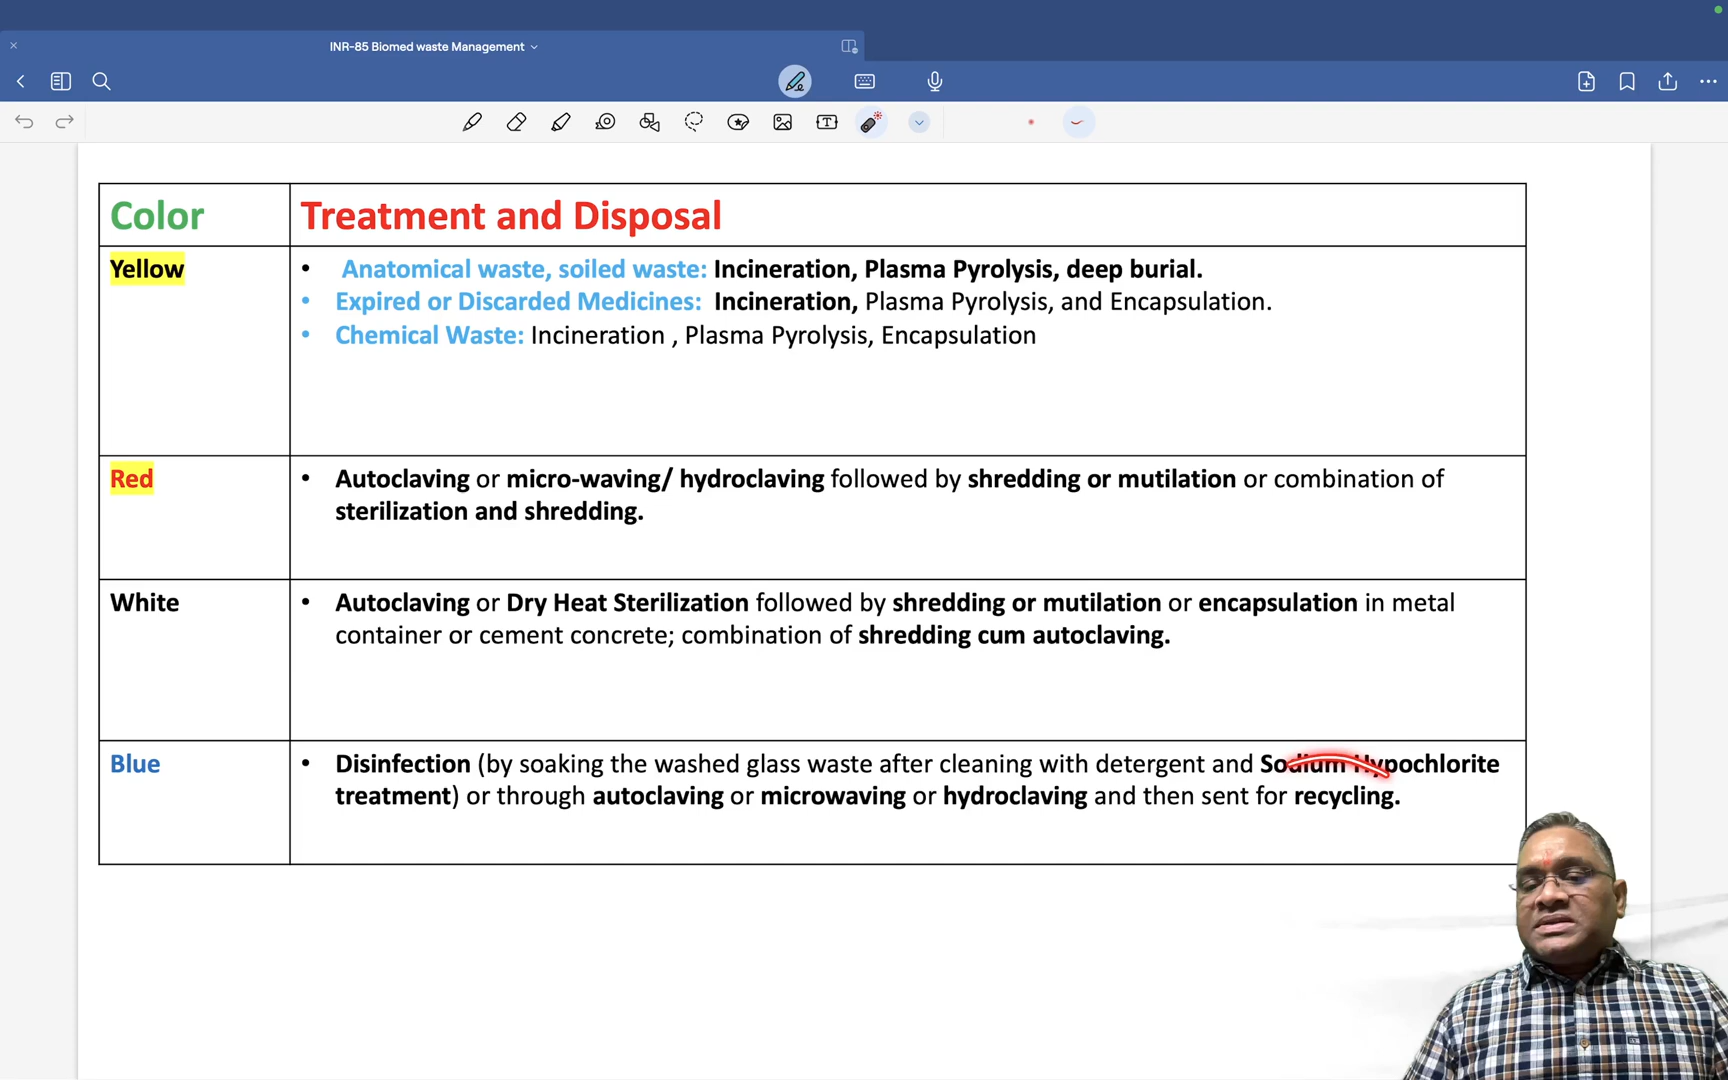 INR-85 Biomed waste Management
Color
Treatment and Disposal
Yellow
• Anatomical waste, soiled waste: Incineration, Plasma Pyrolysis, deep burial.
• Expired or Discarded Medicines: Incineration, Plasma Pyrolysis, and Encapsulation.
• Chemical Waste: Incineration , Plasma Pyrolysis, Encapsulation
Red
• Autoclaving or micro-waving/ hydroclaving followed by shredding or mutilation or combination of
sterilization and shredding.
White
• Autoclaving or Dry Heat Sterilization followed by shredding or mutilation or encapsulation in metal
container or cement concrete; combination of shredding cum autoclaving.
Blue
• Disinfection (by soaking the washed glass waste after cleaning with detergent and Sodium Hypochlorite
treatment) or through autoclaving or microwaving or hydroclaving and then sent for recycling.